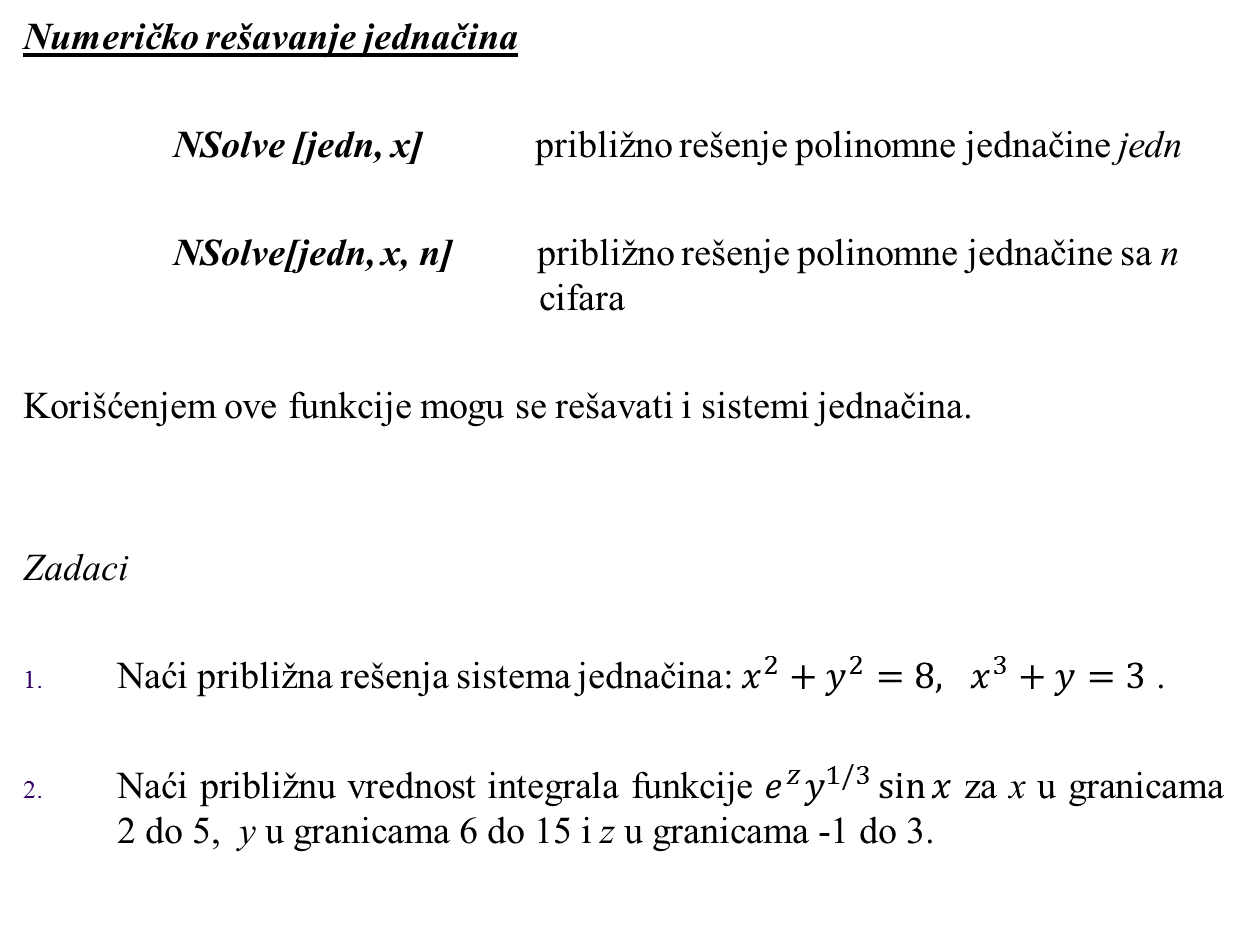 Numeričko rešavanje jednačina
NSolve [jedn, x] približno rešenje polinomne jednačine jedn
NSolve[jedn, x, n] približno rešenje polinomne jednačine sa n
cifara
Korišćenjem ove funkcije mogu se rešavati i sistemi jednačina.
Zadaci
1. Naći približna rešenja sistema jednačina: x² + y² = 8, x³ + y = 3 .
2. Naći približnu vrednost integrala funkcije e^z y^{1/3} sin x za x u granicama
2 do 5, y u granicama 6 do 15 i z u granicama -1 do 3.